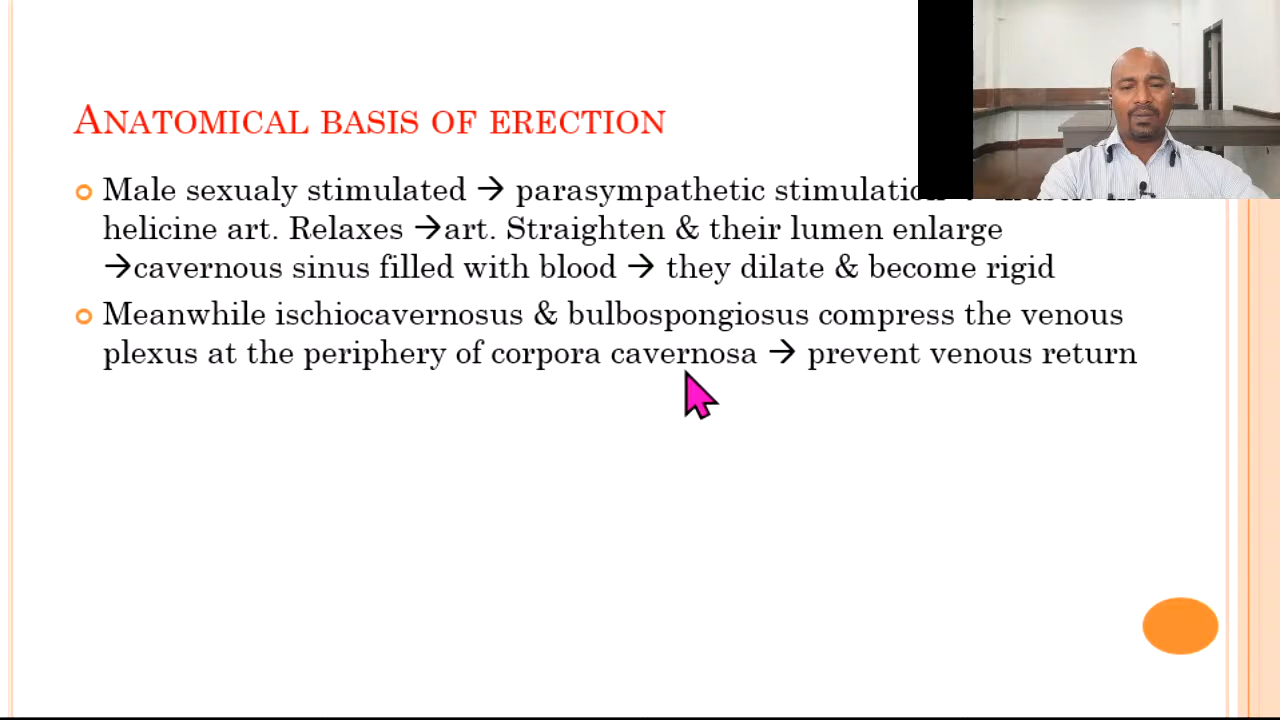 ANATOMICAL BASIS OF ERECTION
Male sexualy stimulated → parasympathetic
helicine art. Relaxes →art. Straighten & their lumen enlarge
→cavernous sinus filled with blood → they dilate & become rigid
Meanwhile ischiocavernosus & bulbospongiosus compress the venous
plexus at the periphery of corpora cavernosa → prevent venous return